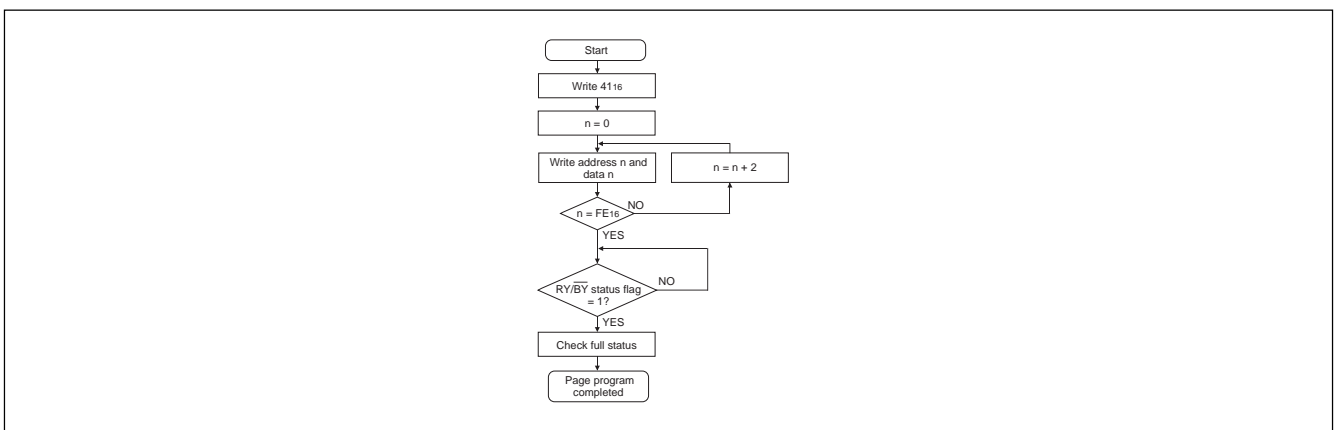 Start
Write 4116
n = 0
Write address n and
data n
n = n + 2
n = FE16
NO
YES
RY/BY status flag
= 1?
NO
YES
Check full status
Page program
completed